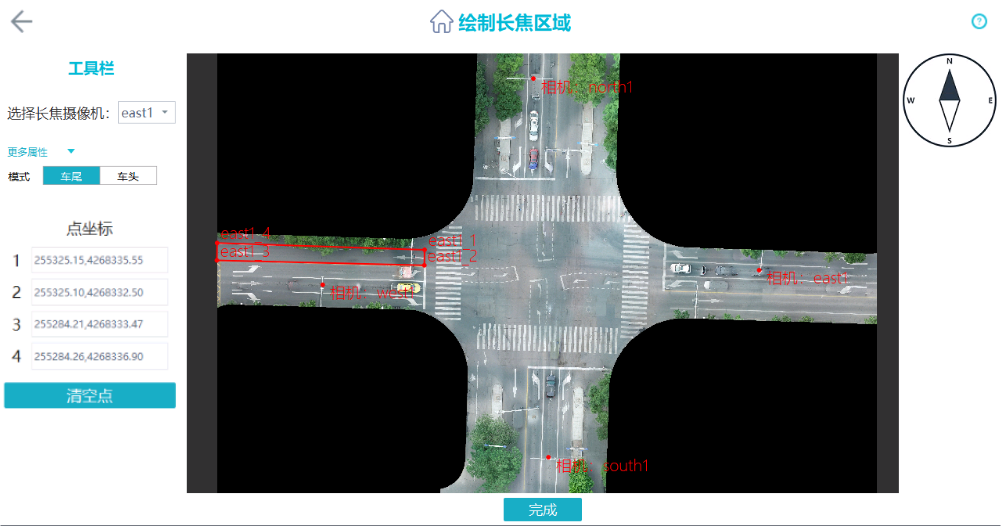 绘制长焦区域
?
工具栏
选择长焦摄像机： east1
更多属性
模式 车尾 车头
点坐标
1 255325.15,4268335.55
2 255325.10,4268332.50
3 255284.21,4268333.47
4 255284.26,4268336.90
清空点
相机：north1
east1_4
east1_1
east1_3
east1_2
相机：west1
相机：east1
相机：south1
N
W
E
S
完成